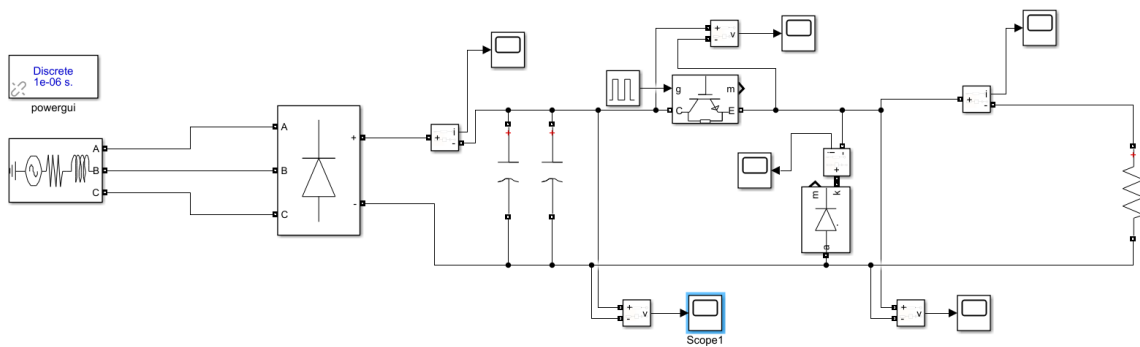 Discrete
1e-06 s.
powergui
A
B
C
A
B
C
+
-
+
i
-
+
-
v
g
m
C
E
+
i
-
i
-
+
m
k
a
+
-
v
Scope1
+
-
v